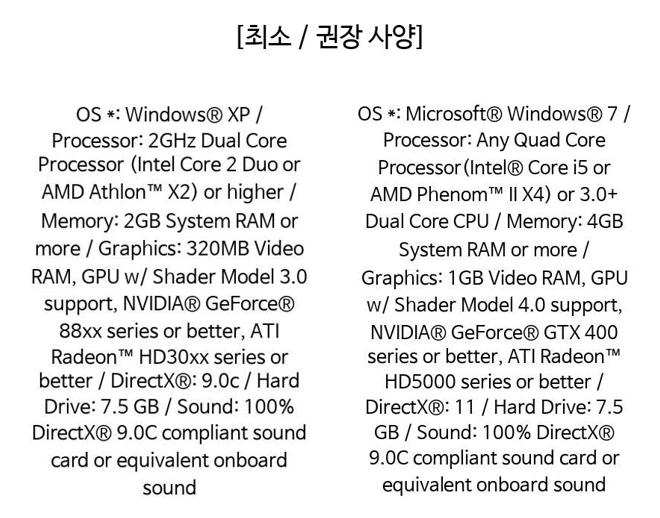 [최소 / 권장 사양]
OS *: Windows® XP /
Processor: 2GHz Dual Core
Processor (Intel Core 2 Duo or
AMD Athlon™ X2) or higher /
Memory: 2GB System RAM or
more / Graphics: 320MB Video
RAM, GPU w/ Shader Model 3.0
support, NVIDIA® GeForce®
88xx series or better, ATI
Radeon™ HD30xx series or
better / DirectX®: 9.0c / Hard
Drive: 7.5 GB / Sound: 100%
DirectX® 9.0C compliant sound
card or equivalent onboard
sound
OS *: Microsoft® Windows® 7 /
Processor: Any Quad Core
Processor(Intel® Core i5 or
AMD Phenom™ II X4) or 3.0+
Dual Core CPU / Memory: 4GB
System RAM or more /
Graphics: 1GB Video RAM, GPU
w/ Shader Model 4.0 support,
NVIDIA® GeForce® GTX 400
series or better, ATI Radeon™
HD5000 series or better /
DirectX®: 11 / Hard Drive: 7.5
GB / Sound: 100% DirectX®
9.0C compliant sound card or
equivalent onboard sound